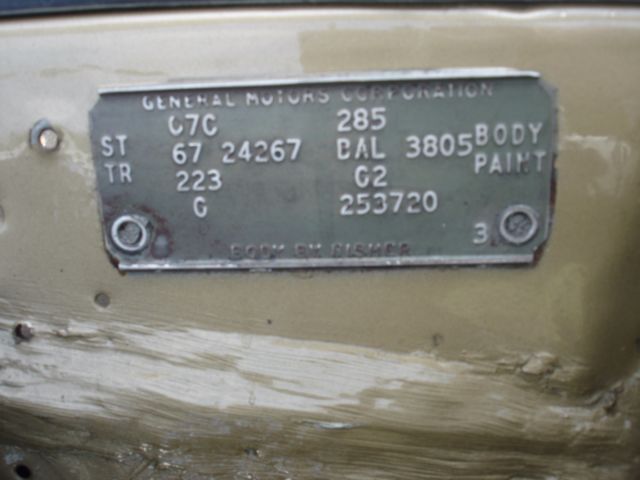 GENERAL MOTORS CORPORATION
07C 285
ST 67 24267 BAL 3805 BODY
TR 223 G2 PAINT
G 253720
3
BODY BY FISHER